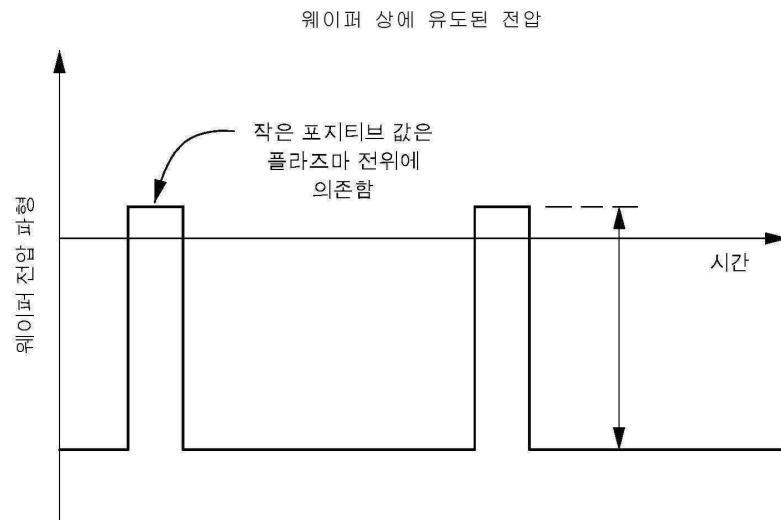 웨이퍼 상에 유도된 전압
작은 포지티브 값은
플라즈마 전위에
의존함
웨이퍼 전압 파형
시간